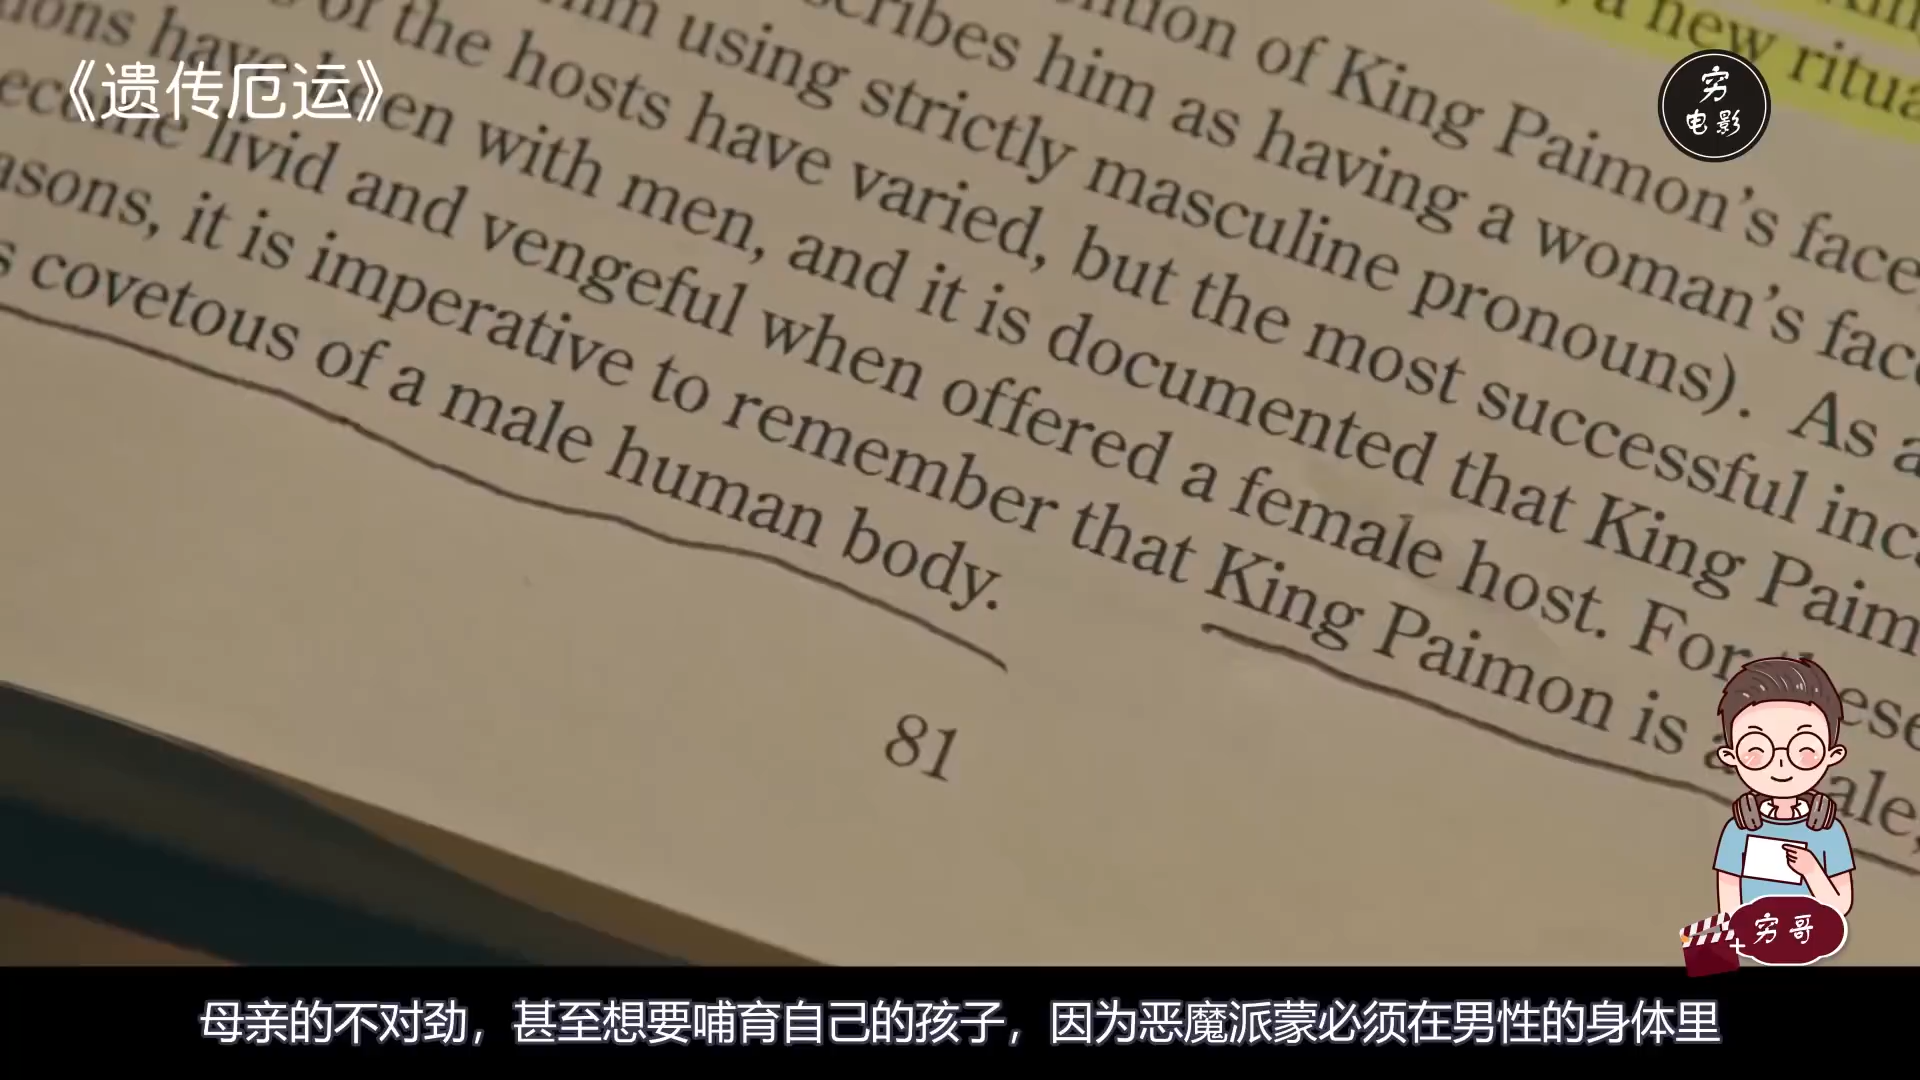 《遗传厄运》
穷
电影
a new ritua
ntion of King Paimon's face,
scribes him as having a woman's face
using strictly masculine pronouns). As a
of the hosts have varied, but the most successful inc
ions have been with men, and it is documented that King Paim
ecome livid and vengeful when offered a female host. For these
asons, it is imperative to remember that King Paimon is a male,
s covetous of a male human body.
81
穷哥
母亲的不对劲，甚至想要哺育自己的孩子，因为恶魔派蒙必须在男性的身体里